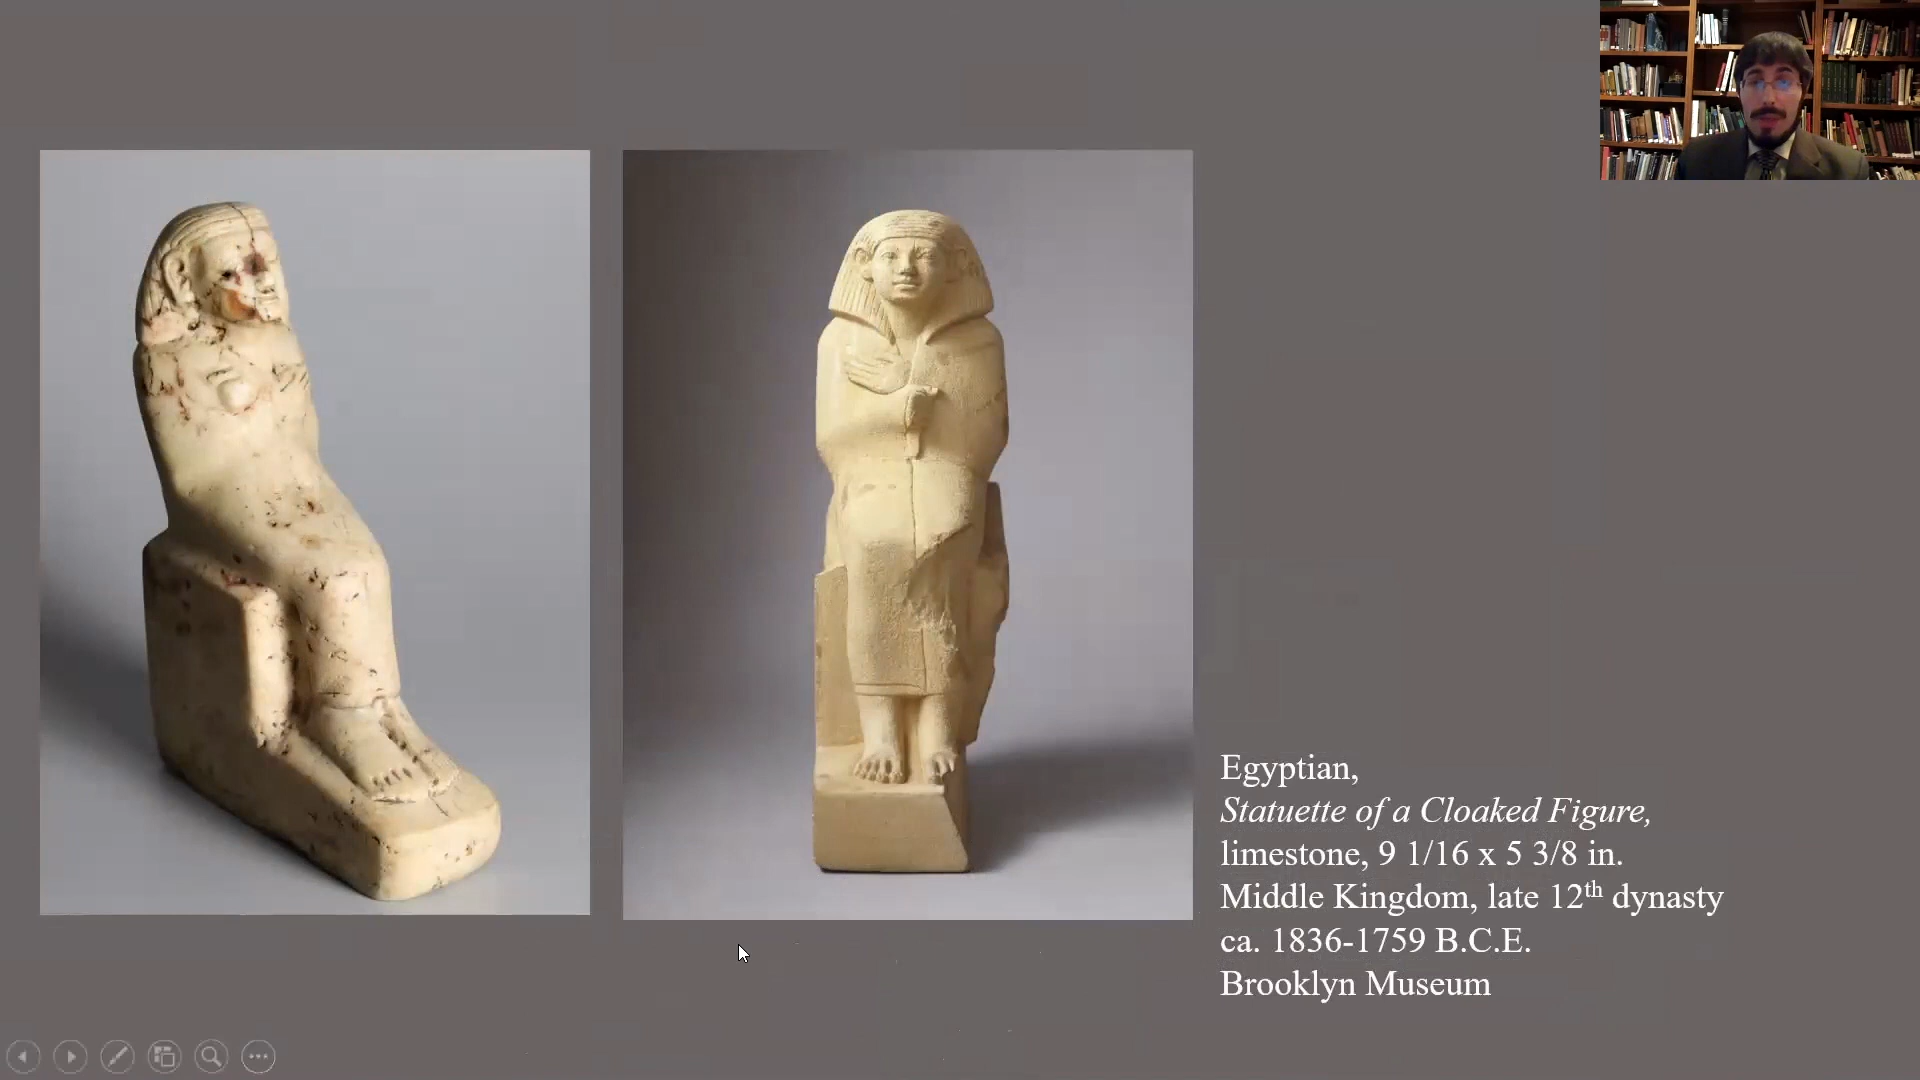 Egyptian,
Statuette of a Cloaked Figure,
limestone, 9 1/16 x 5 3/8 in.
Middle Kingdom, late 12th dynasty
ca. 1836-1759 B.C.E.
Brooklyn Museum